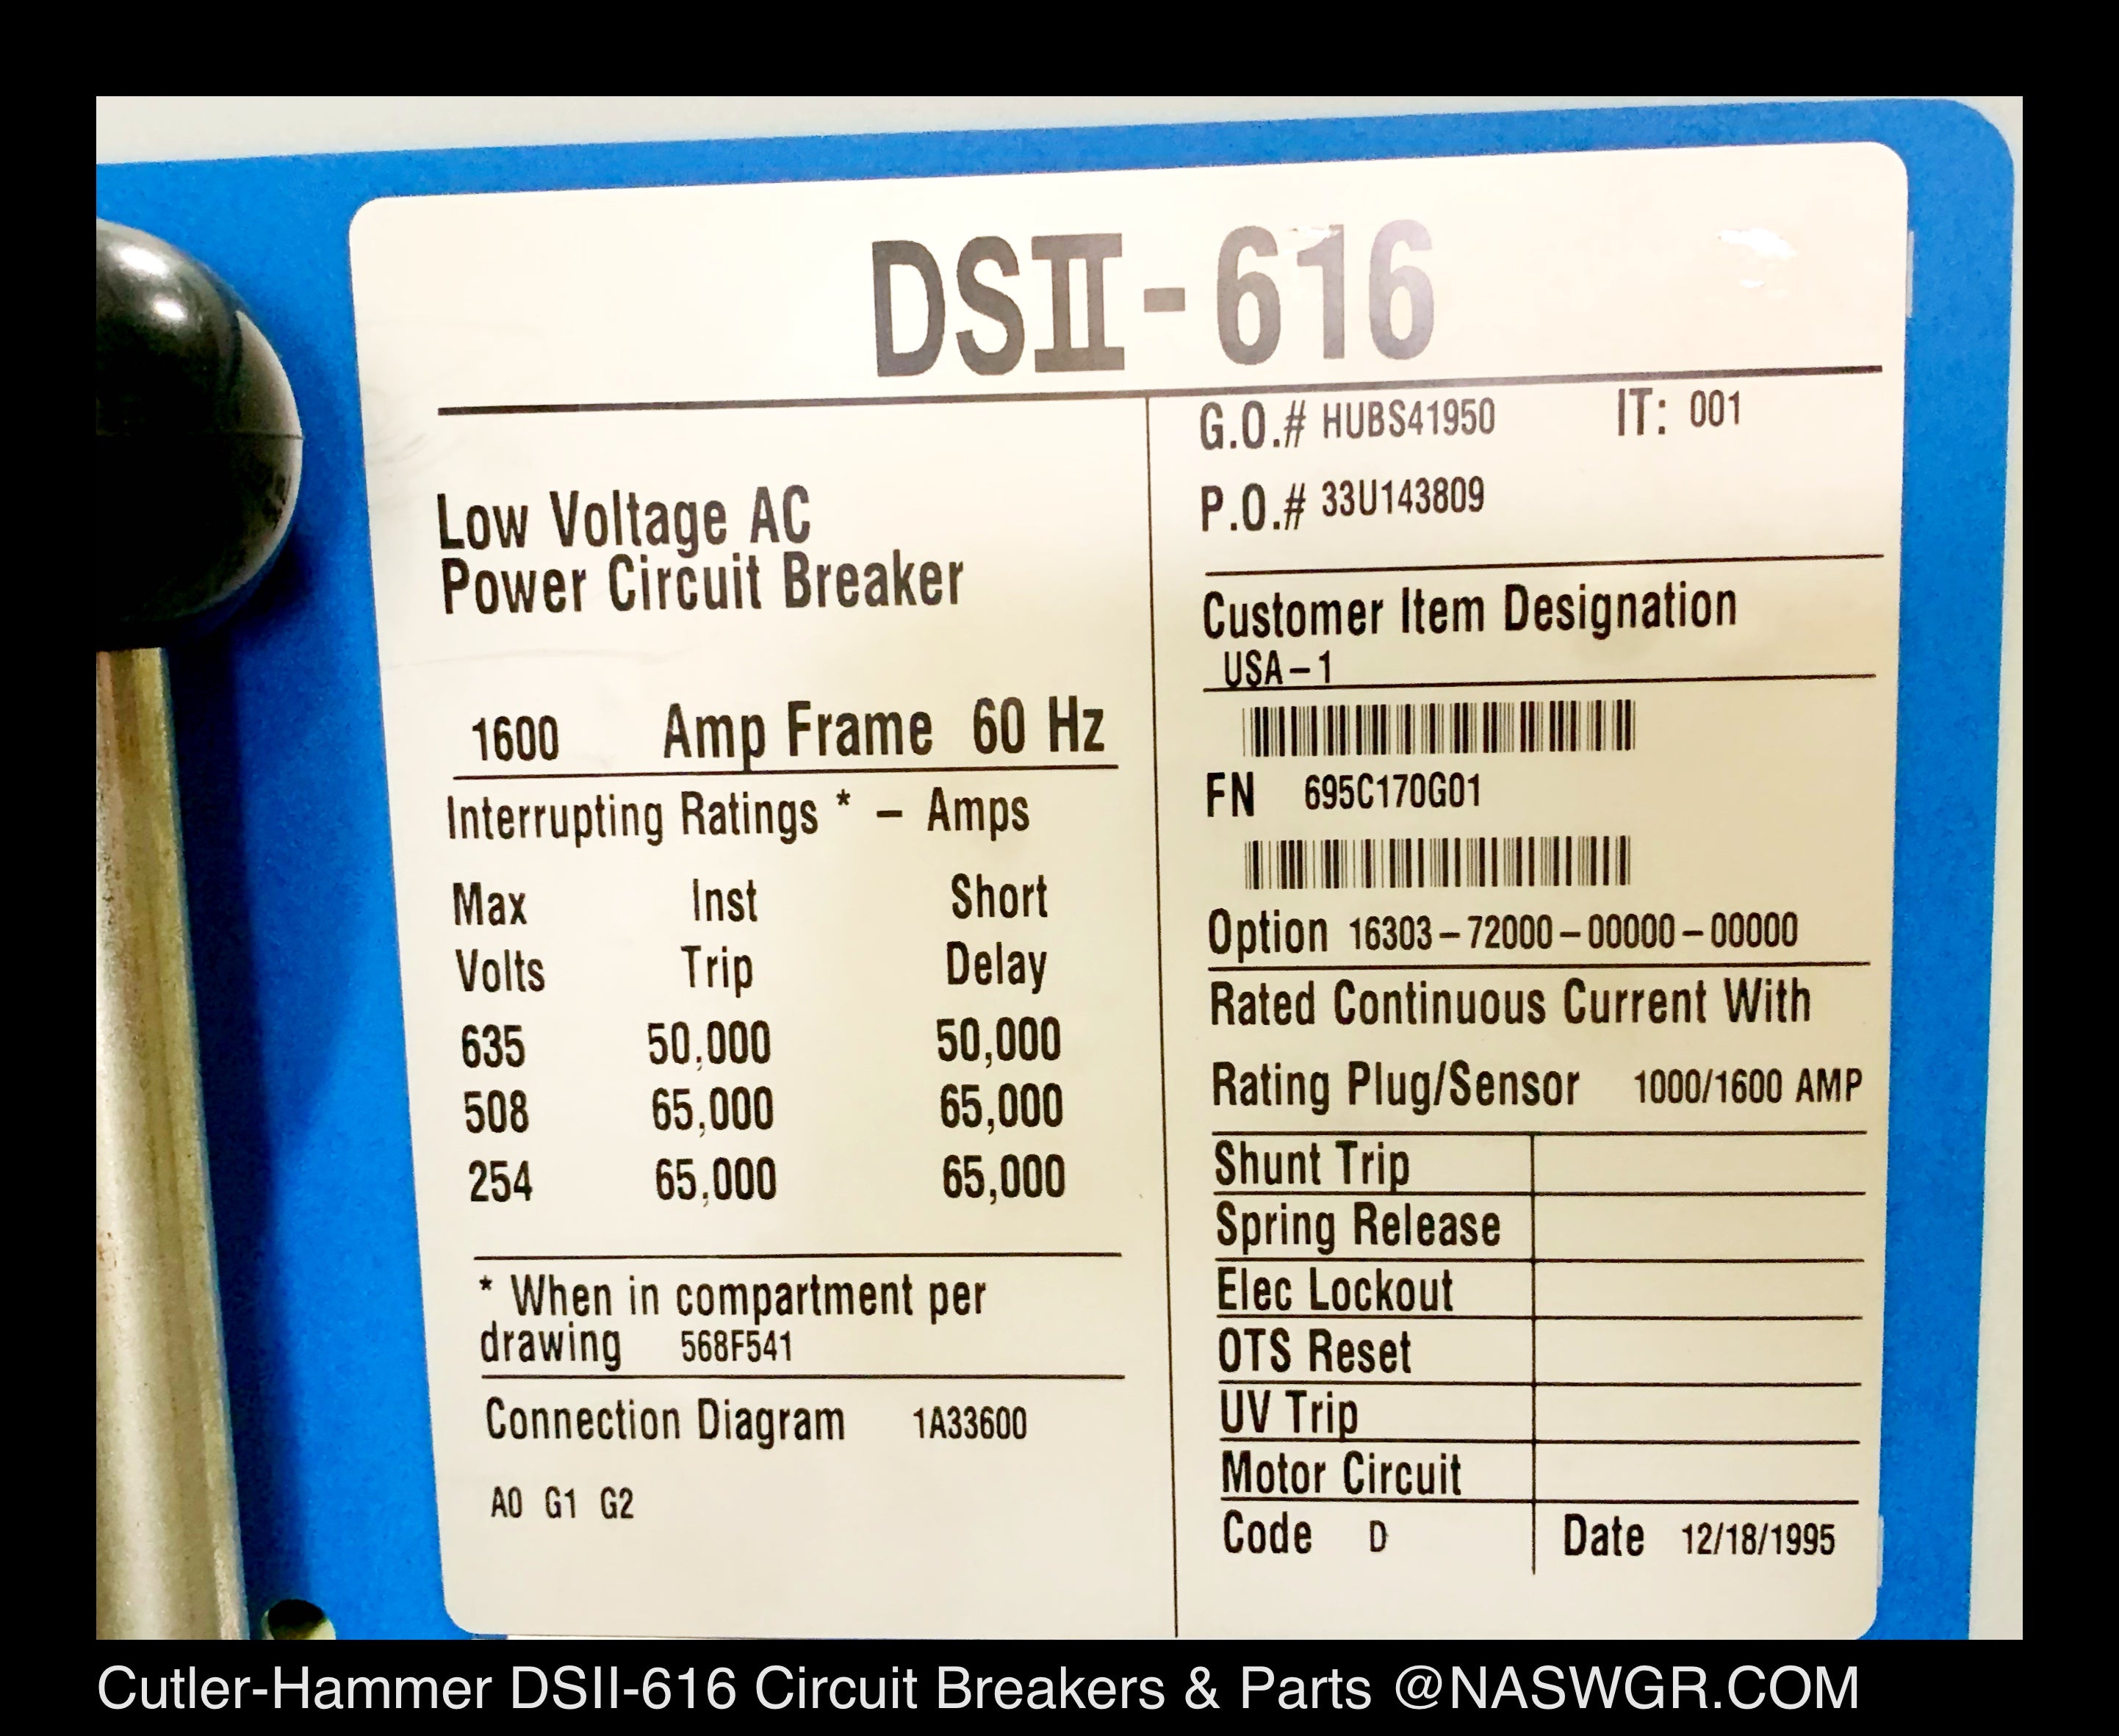 DSII-616
Low Voltage AC
Power Circuit Breaker
1600 Amp Frame 60 Hz
Interrupting Ratings * – Amps
Max Inst Short
Volts Trip Delay
635 50,000 50,000
508 65,000 65,000
254 65,000 65,000
* When in compartment per
drawing 568F541
Connection Diagram 1A33600
A0 G1 G2
G.O.# HUBS41950 IT: 001
P.O.# 33U143809
Customer Item Designation
USA-1
FN 695C170G01
Option 16303-72000-00000-00000
Rated Continuous Current With
Rating Plug/Sensor 1000/1600 AMP
Shunt Trip
Spring Release
Elec Lockout
OTS Reset
UV Trip
Motor Circuit
Code D Date 12/18/1995
Cutler-Hammer DSII-616 Circuit Breakers & Parts @NASWGR.COM